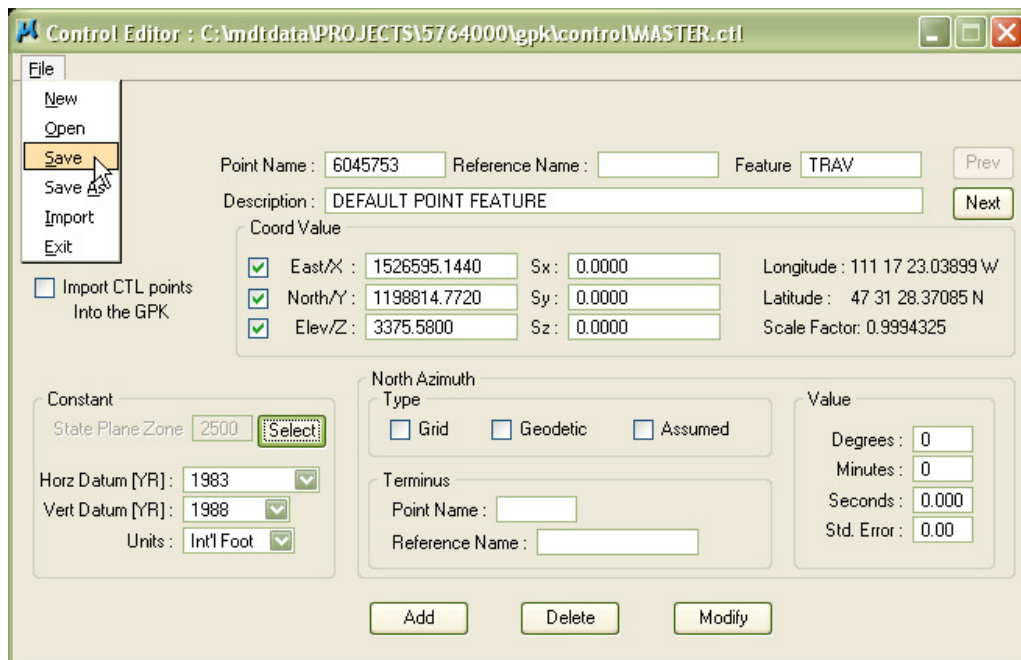 Control Editor : C:\mdtdata\PROJECTS\5764000\gpk\control\MASTER.ctl
File
New
Open
Save
Save As
Import
Exit
Point Name : 6045753 Reference Name : Feature TRAV Prev
Description : DEFAULT POINT FEATURE Next
Coord Value
East/X : 1526595.1440 Sx : 0.0000 Longitude : 111 17 23.03899 W
Import CTL points
Into the GPK
North/Y : 1198814.7720 Sy : 0.0000 Latitude : 47 31 28.37085 N
Elev/Z : 3375.5800 Sz : 0.0000 Scale Factor: 0.9994325
Constant
State Plane Zone 2500 Select
Horz Datum [YR] : 1983
Vert Datum [YR] : 1988
Units : Int'l Foot
North Azimuth
Type
Grid Geodetic Assumed
Terminus
Point Name :
Reference Name :
Value
Degrees : 0
Minutes : 0
Seconds : 0.000
Std. Error : 0.00
Add Delete Modify